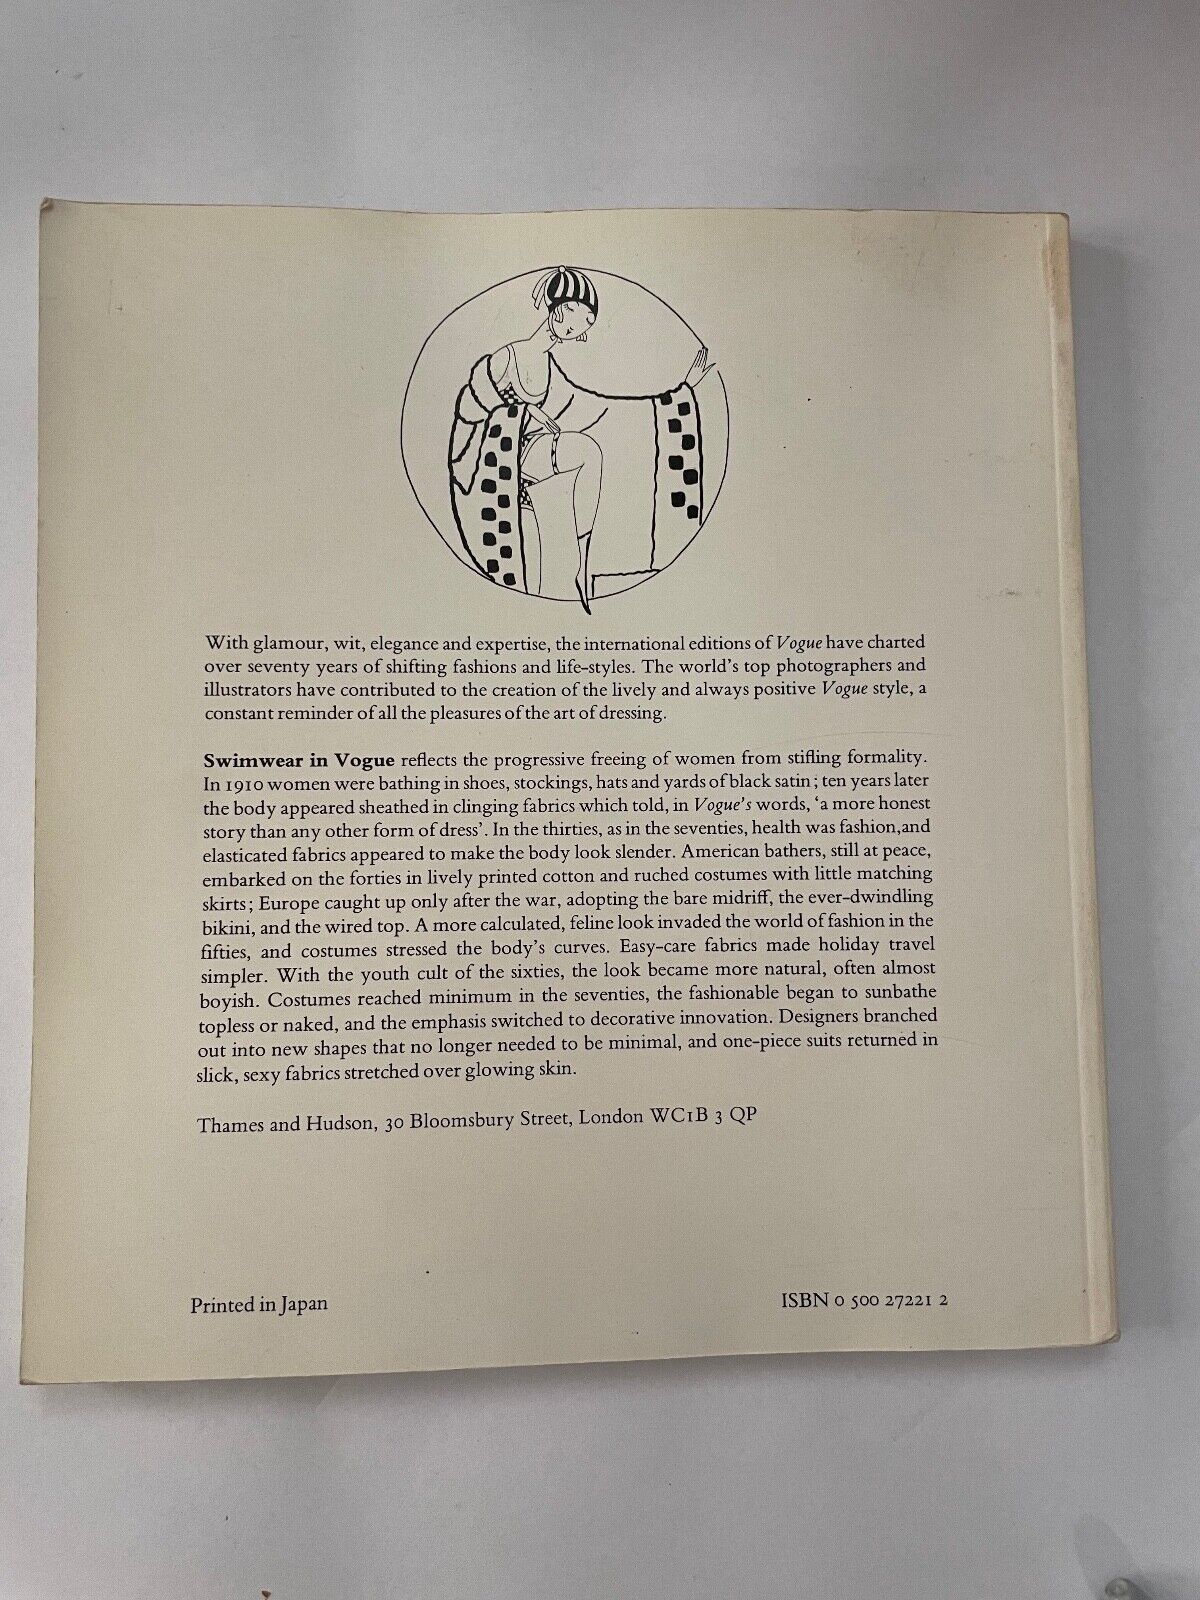 With glamour, wit, elegance and expertise, the international editions of Vogue have charted
over seventy years of shifting fashions and life-styles. The world's top photographers and
illustrators have contributed to the creation of the lively and always positive Vogue style, a
constant reminder of all the pleasures of the art of dressing.
Swimwear in Vogue reflects the progressive freeing of women from stifling formality.
In 1910 women were bathing in shoes, stockings, hats and yards of black satin; ten years later
the body appeared sheathed in clinging fabrics which told, in Vogue's words, 'a more honest
story than any other form of dress'. In the thirties, as in the seventies, health was fashion,and
elasticated fabrics appeared to make the body look slender. American bathers, still at peace,
embarked on the forties in lively printed cotton and ruched costumes with little matching
skirts; Europe caught up only after the war, adopting the bare midriff, the ever-dwindling
bikini, and the wired top. A more calculated, feline look invaded the world of fashion in the
fifties, and costumes stressed the body's curves. Easy-care fabrics made holiday travel
simpler. With the youth cult of the sixties, the look became more natural, often almost
boyish. Costumes reached minimum in the seventies, the fashionable began to sunbathe
topless or naked, and the emphasis switched to decorative innovation. Designers branched
out into new shapes that no longer needed to be minimal, and one-piece suits returned in
slick, sexy fabrics stretched over glowing skin.
Thames and Hudson, 30 Bloomsbury Street, London WC1B 3 QP
Printed in Japan
ISBN 0 500 27221 2